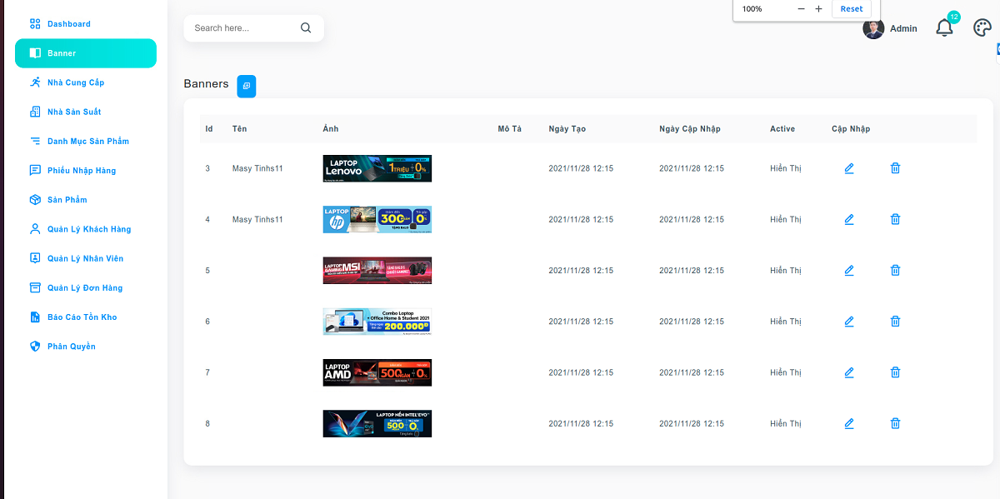 100%
Reset
Dashboard
Banner
Nhà Cung Cấp
Nhà Sản Suất
Danh Mục Sản Phẩm
Phiếu Nhập Hàng
Sản Phẩm
Quản Lý Khách Hàng
Quản Lý Nhân Viên
Quản Lý Đơn Hàng
Báo Cáo Tồn Kho
Phân Quyền
Search here...
Admin
12
Banners
Id Tên Ảnh Mô Tả Ngày Tạo Ngày Cập Nhập Active Cập Nhập
3 Masy Tinhs11 2021/11/28 12:15 2021/11/28 12:15 Hiển Thị
LAPTOP
Lenovo
1TRIỆU 0%
4 Masy Tinhs11 2021/11/28 12:15 2021/11/28 12:15 Hiển Thị
LAPTOP
hp
300 0%
TẶNG BALO
5 2021/11/28 12:15 2021/11/28 12:15 Hiển Thị
LAPTOP
GAMING MSI
6 2021/11/28 12:15 2021/11/28 12:15 Hiển Thị
Combo Laptop
+ Office Home & Student 2021
200.000đ
7 2021/11/28 12:15 2021/11/28 12:15 Hiển Thị
LAPTOP
AMD
500NGÀN 0%
8 2021/11/28 12:15 2021/11/28 12:15 Hiển Thị
LAPTOP NỀN INTEL EVO
500 0%